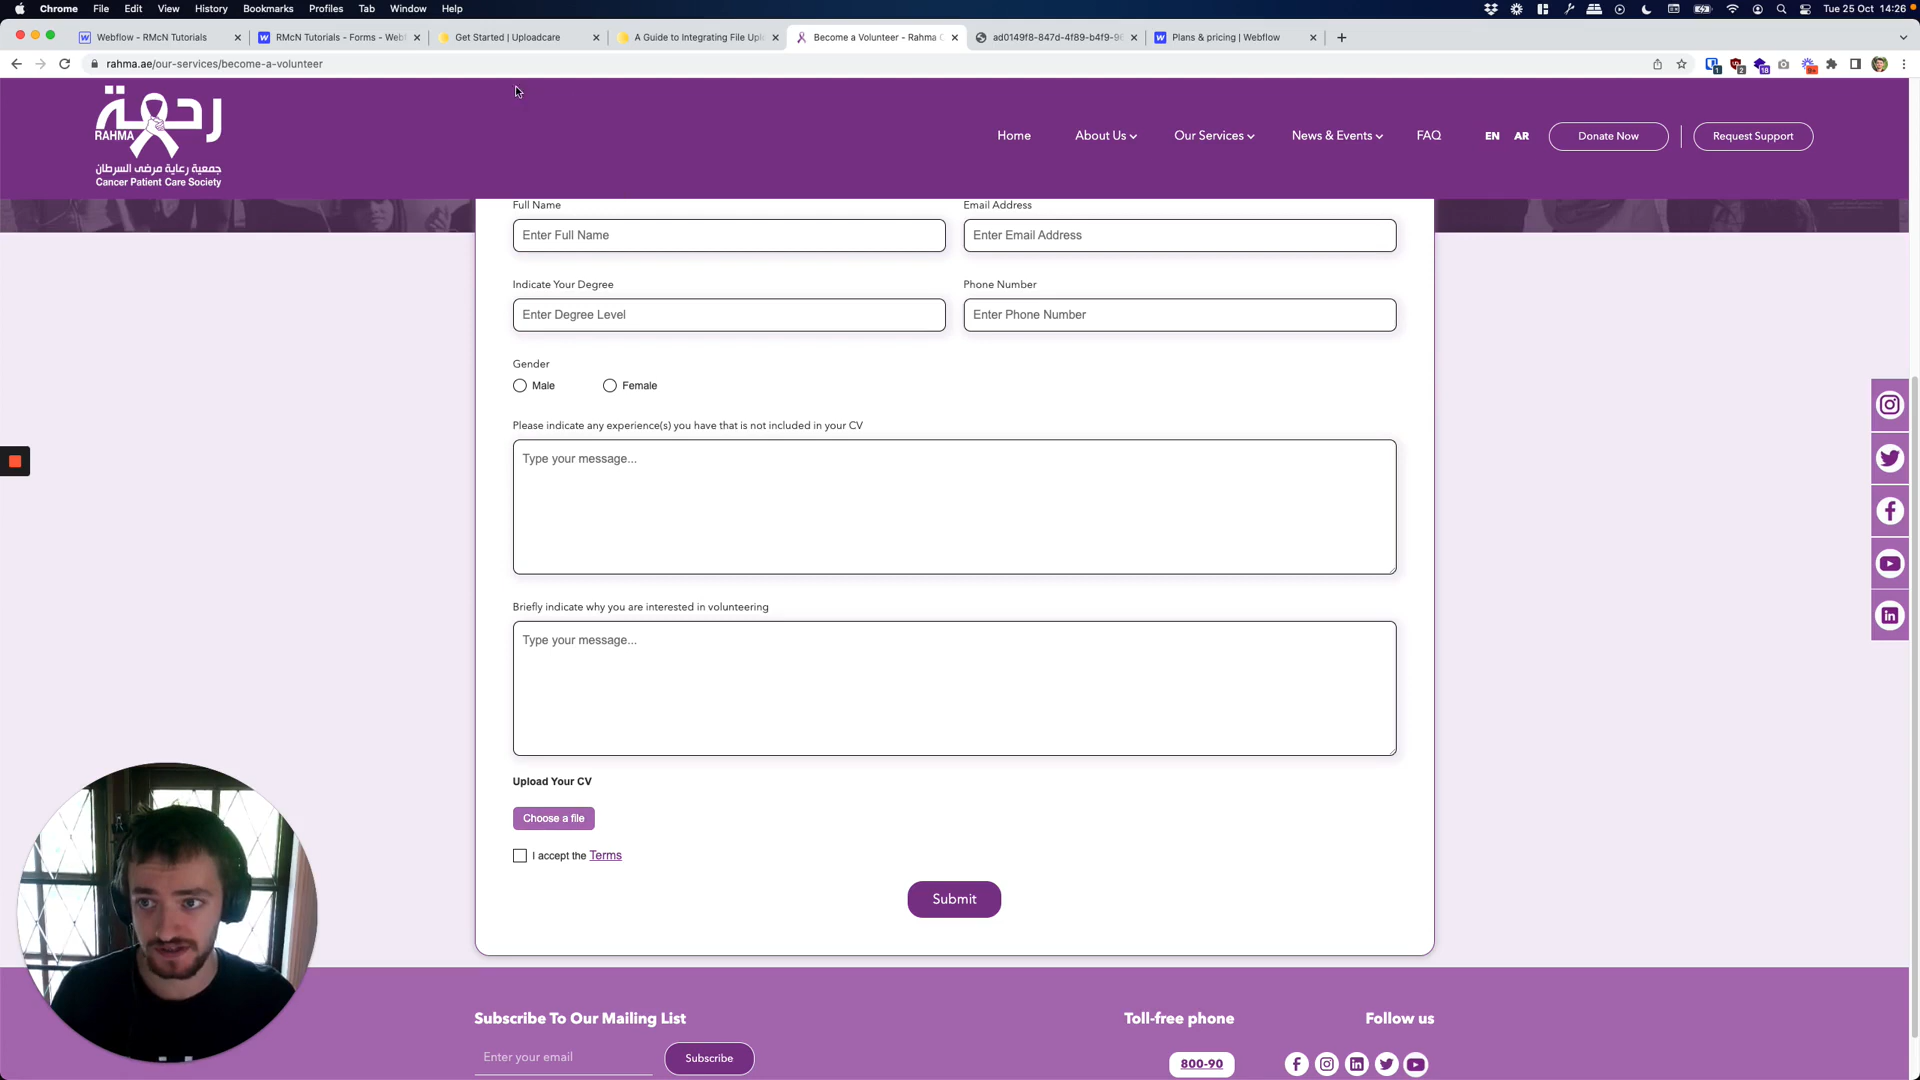 Chrome File Edit View History Bookmarks Profiles Tab Window Help
Tue 25 Oct 14:26
Webflow - RMcN Tutorials
RMcN Tutorials - Forms - Webf
Get Started | Uploadcare
A Guide to Integrating File Upl
Become a Volunteer - Rahma C
ad0149f8-847d-4f89-b4f9-96
Plans & pricing | Webflow
rahma.ae/our-services/become-a-volunteer
رحمة
RAHMA
جمعية رعاية مرضى السرطان
Cancer Patient Care Society
Home
About Us
Our Services
News & Events
FAQ
EN
AR
Donate Now
Request Support
Full Name
Email Address
Enter Full Name
Enter Email Address
Indicate Your Degree
Phone Number
Enter Degree Level
Enter Phone Number
Gender
Male
Female
Please indicate any experience(s) you have that is not included in your CV
Type your message...
Briefly indicate why you are interested in volunteering
Type your message...
Upload Your CV
Choose a file
I accept the Terms
Submit
Subscribe To Our Mailing List
Toll-free phone
Follow us
Enter your email
Subscribe
800-90